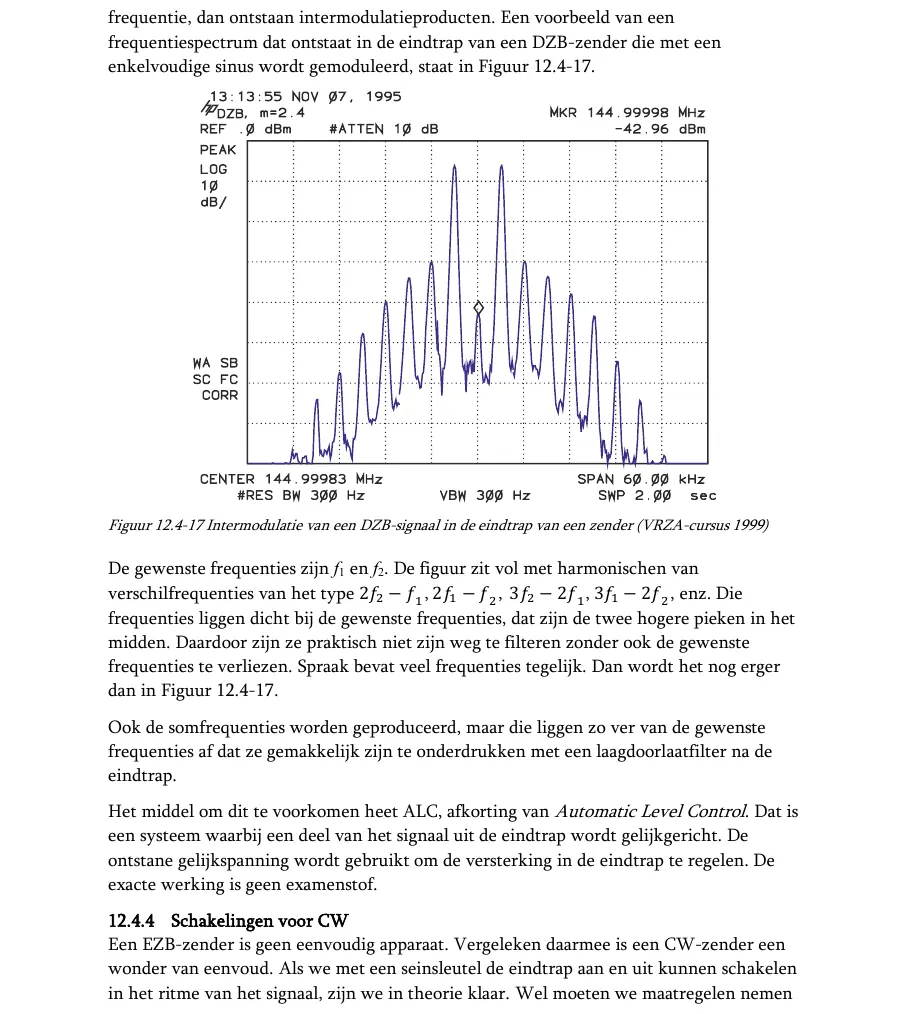 frequentie, dan ontstaan intermodulatieproducten. Een voorbeeld van een
frequentiespectrum dat ontstaat in de eindtrap van een DZB-zender die met een
enkelvoudige sinus wordt gemoduleerd, staat in Figuur 12.4-17.
13:13:55 NOV 07, 1995
hp DZB, m=2.4 MKR 144.99998 MHz
REF .0 dBm #ATTEN 10 dB -42.96 dBm
PEAK
LOG
10
dB/
WA SB
SC FC
CORR
CENTER 144.99983 MHz SPAN 60.00 kHz
#RES BW 300 Hz VBW 300 Hz SWP 2.00 sec
Figuur 12.4-17 Intermodulatie van een DZB-signaal in de eindtrap van een zender (VRZA-cursus 1999)
De gewenste frequenties zijn f₁ en f₂. De figuur zit vol met harmonischen van
verschilfrequenties van het type 2f₂ − f₁, 2f₁ − f₂, 3f₂ − 2f₁, 3f₁ − 2f₂, enz. Die
frequenties liggen dicht bij de gewenste frequenties, dat zijn de twee hogere pieken in het
midden. Daardoor zijn ze praktisch niet zijn weg te filteren zonder ook de gewenste
frequenties te verliezen. Spraak bevat veel frequenties tegelijk. Dan wordt het nog erger
dan in Figuur 12.4-17.
Ook de somfrequenties worden geproduceerd, maar die liggen zo ver van de gewenste
frequenties af dat ze gemakkelijk zijn te onderdrukken met een laagdoorlaatfilter na de
eindtrap.
Het middel om dit te voorkomen heet ALC, afkorting van Automatic Level Control. Dat is
een systeem waarbij een deel van het signaal uit de eindtrap wordt gelijkgericht. De
ontstane gelijkspanning wordt gebruikt om de versterking in de eindtrap te regelen. De
exacte werking is geen examenstof.
12.4.4 Schakelingen voor CW
Een EZB-zender is geen eenvoudig apparaat. Vergeleken daarmee is een CW-zender een
wonder van eenvoud. Als we met een seinsleutel de eindtrap aan en uit kunnen schakelen
in het ritme van het signaal, zijn we in theorie klaar. Wel moeten we maatregelen nemen